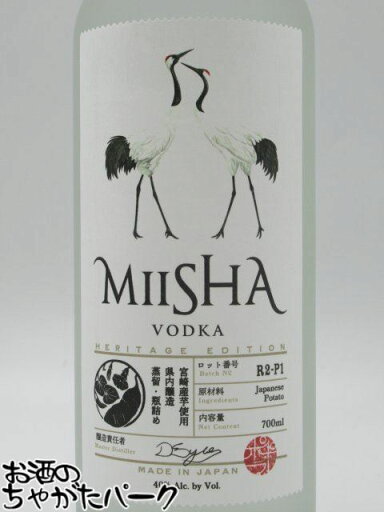 MIISHA
VODKA
HERITAGE EDITION
宮崎産芋使用
県内醸造
蒸留・瓶詰め
ロット番号
Batch No
R2-P1
原材料
Ingredients
Japanese
Potato
内容量
Net Content
700ml
醸造責任者
Master Distiller
MADE IN JAPAN
40% Alc. by Vol.
お酒の
ちゃがたパーク